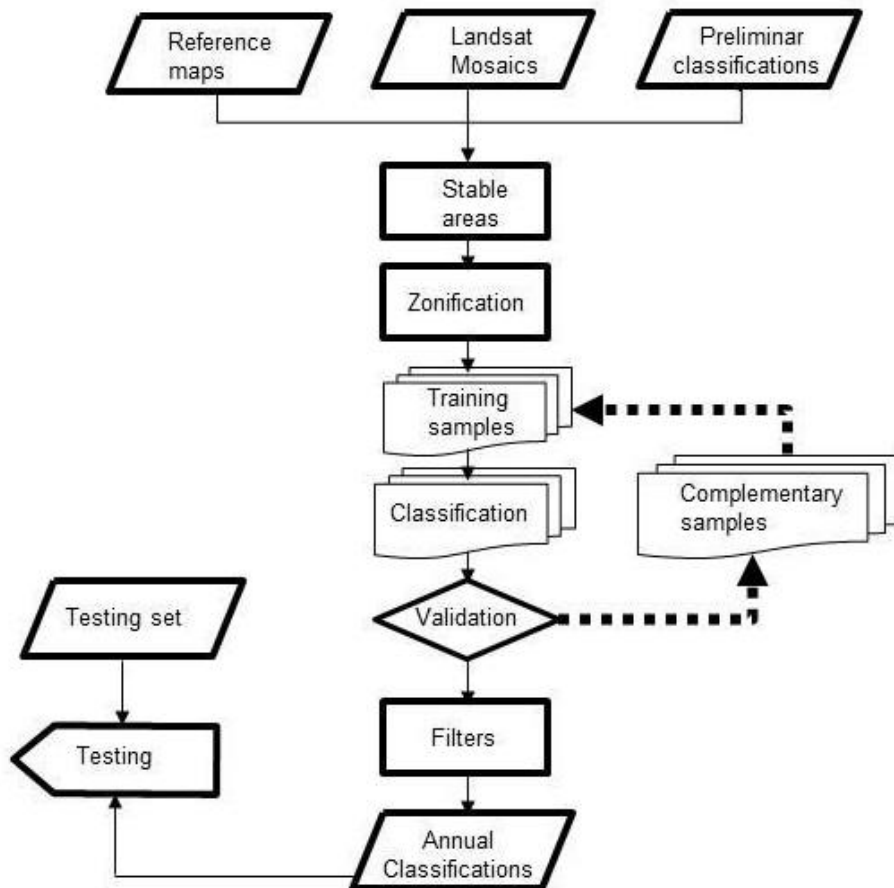 Reference
maps
Landsat
Mosaics
Preliminar
classifications
Stable
areas
Zonification
Training
samples
Classification
Complementary
samples
Validation
Testing set
Testing
Filters
Annual
Classifications